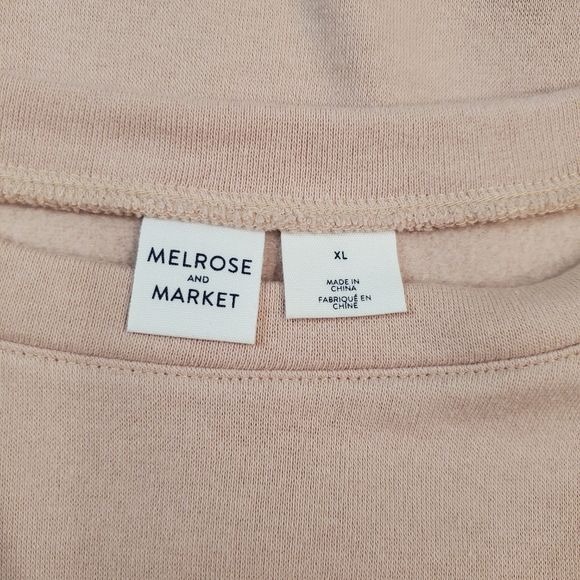 MELROSE
AND
MARKET
XL
MADE IN
CHINA
FABRIQUÉ EN
CHINE